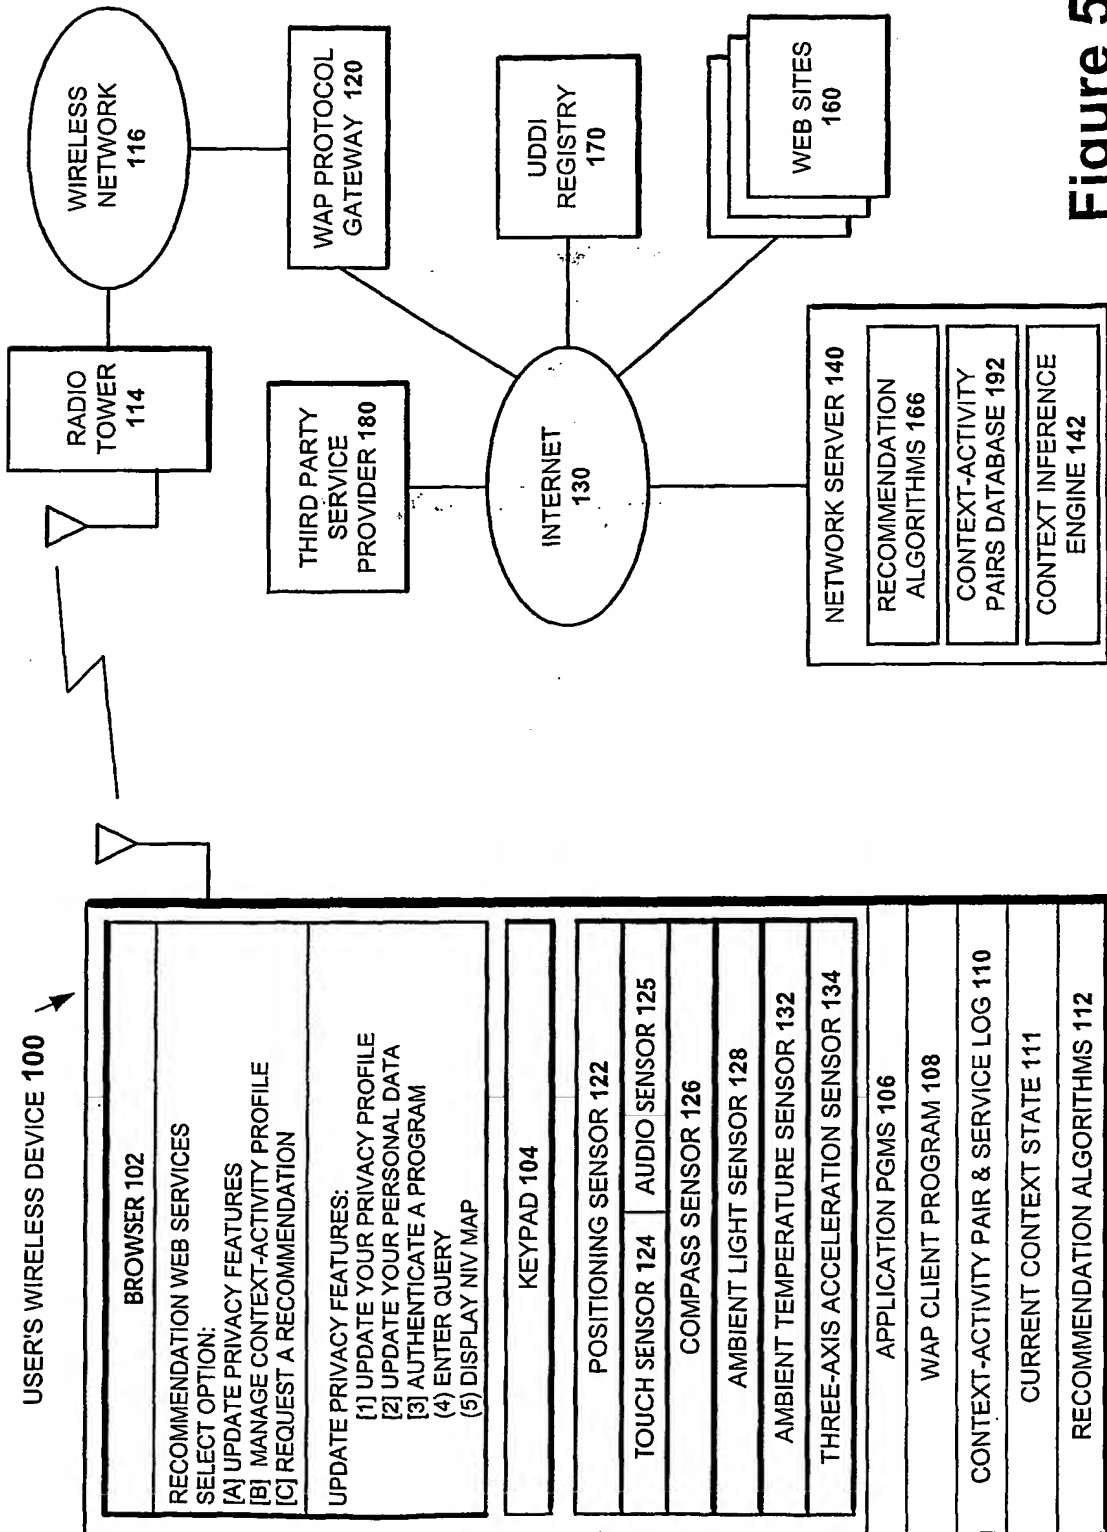 USER'S WIRELESS DEVICE 100
BROWSER 102
RECOMMENDATION WEB SERVICES
SELECT OPTION:
[A] UPDATE PRIVACY FEATURES
[B] MANAGE CONTEXT-ACTIVITY PROFILE
[C] REQUEST A RECOMMENDATION
UPDATE PRIVACY FEATURES:
[1] UPDATE YOUR PRIVACY PROFILE
[2] UPDATE YOUR PERSONAL DATA
[3] AUTHENTICATE A PROGRAM
(4) ENTER QUERY
(5) DISPLAY NIV MAP
KEYPAD 104
POSITIONING SENSOR 122
TOUCH SENSOR 124
AUDIO SENSOR 125
COMPASS SENSOR 126
AMBIENT LIGHT SENSOR 128
AMBIENT TEMPERATURE SENSOR 132
THREE-AXIS ACCELERATION SENSOR 134
APPLICATION PGMS 106
WAP CLIENT PROGRAM 108
CONTEXT-ACTIVITY PAIR & SERVICE LOG 110
CURRENT CONTEXT STATE 111
RECOMMENDATION ALGORITHMS 112
RADIO
TOWER
114
WIRELESS
NETWORK
116
THIRD PARTY
SERVICE
PROVIDER 180
WAP PROTOCOL
GATEWAY 120
INTERNET
130
UDDI
REGISTRY
170
WEB SITES
160
NETWORK SERVER 140
RECOMMENDATION
ALGORITHMS 166
CONTEXT-ACTIVITY
PAIRS DATABASE 192
CONTEXT INFERENCE
ENGINE 142
Figure 5